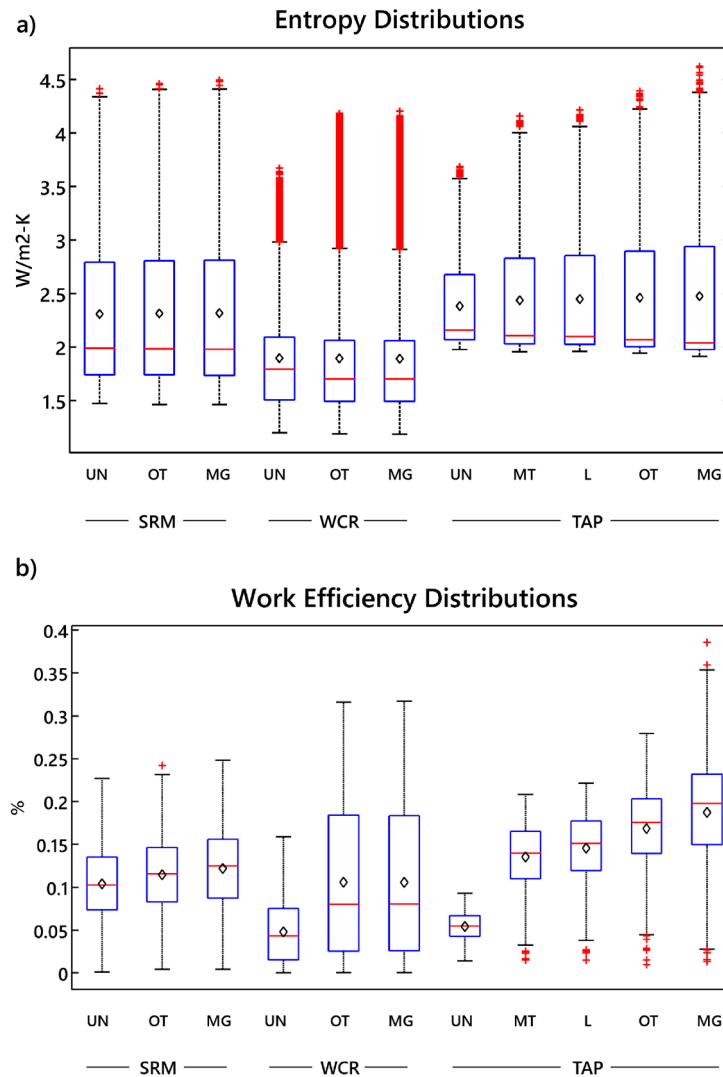 a)
Entropy Distributions
W/m2-K
4.5
4
3.5
3
2.5
2
1.5
UN OT MG UN OT MG UN MT L OT MG
SRM WCR TAP
b)
Work Efficiency Distributions
%
0.4
0.35
0.3
0.25
0.2
0.15
0.1
0.05
0
UN OT MG UN OT MG UN MT L OT MG
SRM WCR TAP